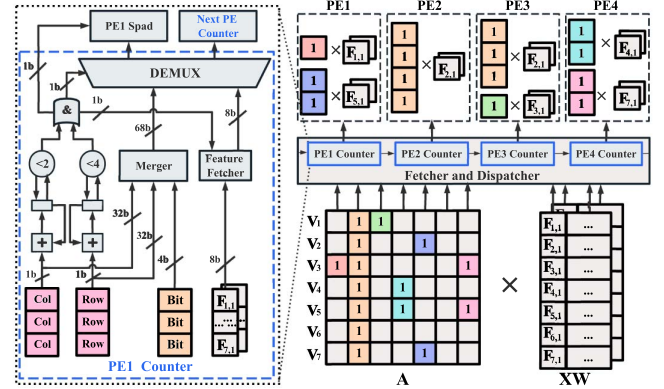 PE1 Spad
Next PE
Counter
1b
1b
DEMUX
&
1b
68b
8b
<2
<4
Merger
Feature
Fetcher
32b
32b
+
+
1b
1b
4b
8b
Col
Row
Bit
F1,1
Col
Row
Bit
... ...
Col
Row
Bit
F7,1
PE1 Counter
PE1
PE2
PE3
PE4
1
×
F1,1
1
1
×
F5,1
1
1
1
1
×
F2,1
1
1
1
×
F2,1
1
×
F3,1
1
1
×
F4,1
1
1
×
F7,1
PE1 Counter
PE2 Counter
PE3 Counter
PE4 Counter
Fetcher and Dispatcher
V1
1
1
V2
1
1
V3
1
1
1
V4
1
1
V5
1
1
1
V6
1
V7
1
1
A
×
F
F1,1
...
F2,1
...
F3,1
...
F4,1
...
F5,1
...
F6,1
...
F7,1
...
XW